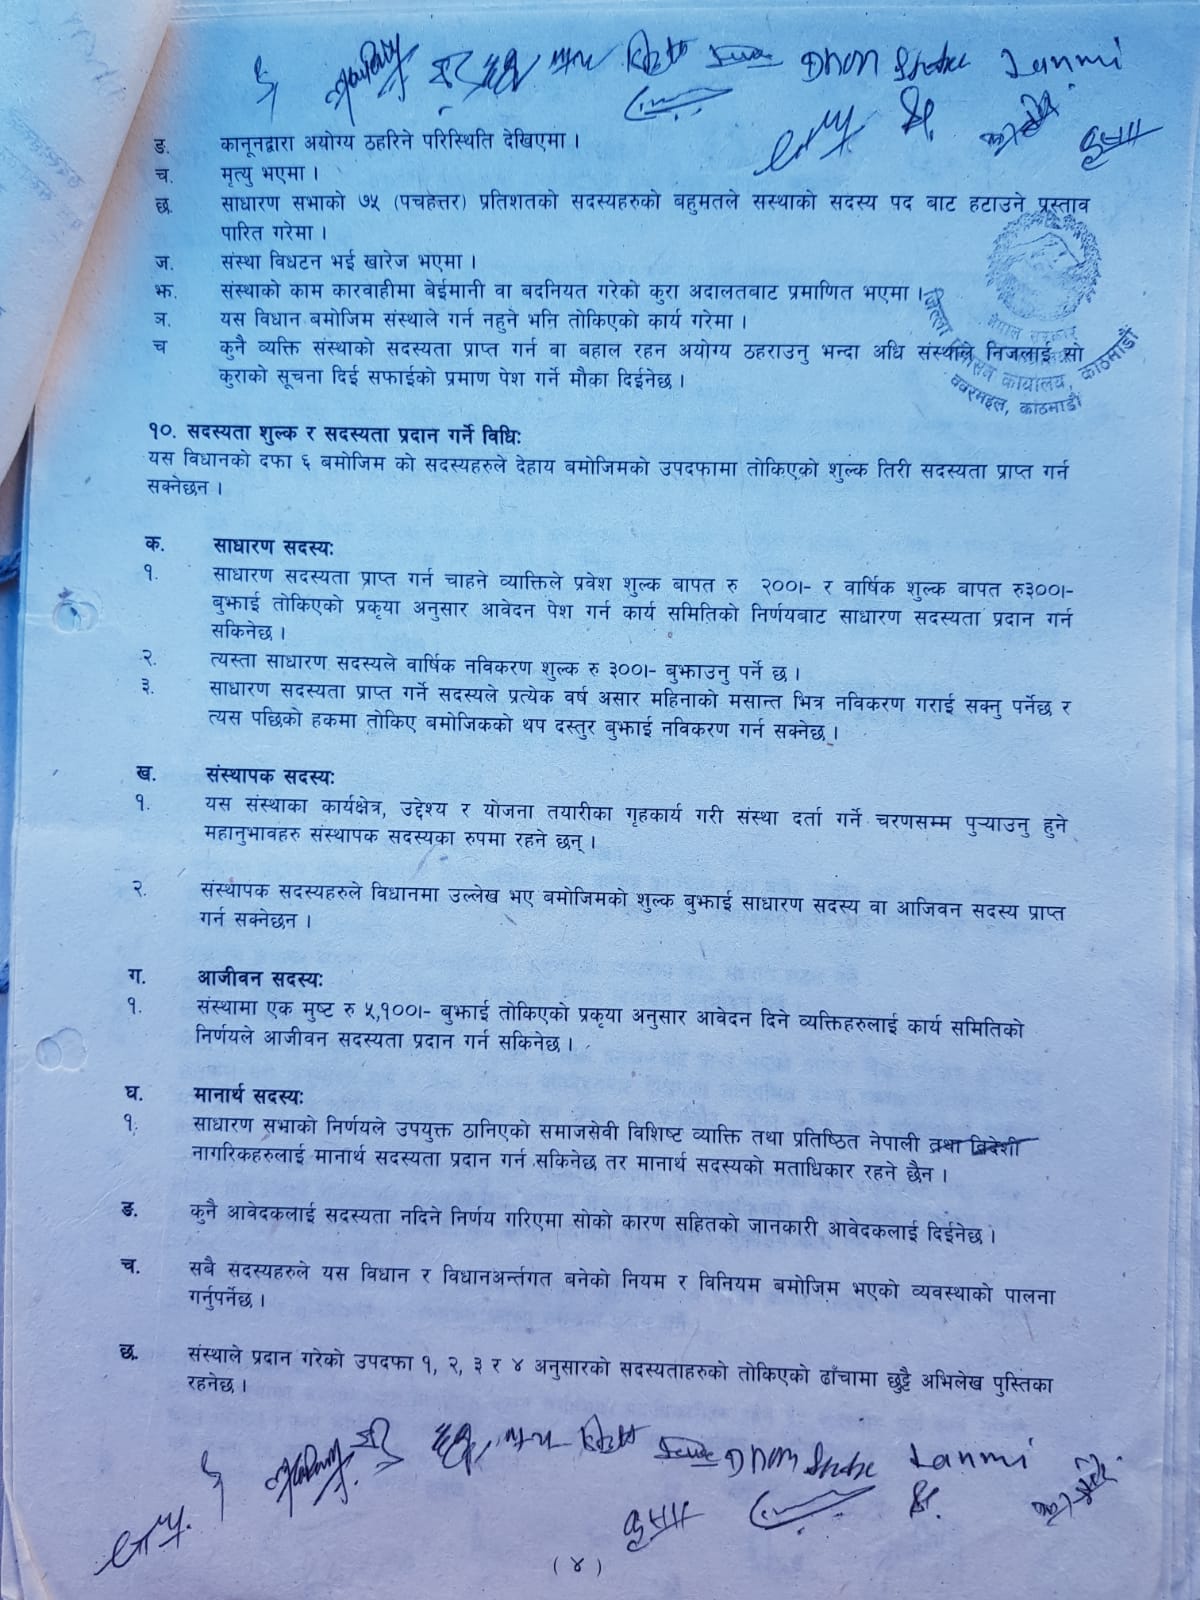 Dhan Shobha Tanmi
कृष्ण
ङ. कानूनद्वारा अयोग्य ठहरिने परिस्थिति देखिएमा ।
च. मृत्यु भएमा ।
छ. साधारण सभाको ७५ (पचहेत्तर) प्रतिशतको सदस्यहरुको बहुमतले सस्थाको सदस्य पद बाट हटाउने प्रस्ताव
पारित गरेमा ।
ज. संस्था विघटन भई खारेज भएमा ।
झ. संस्थाको काम कारवाहीमा बेईमानी वा बदनियत गरेको कुरा अदालतबाट प्रमाणित भएमा ।
ञ. यस विधान बमोजिम संस्थाले गर्न नहुने भनि तोकिएको कार्य गरेमा ।
च कुनै व्यक्ति संस्थाको सदस्यता प्राप्त गर्न वा बहाल रहन अयोग्य ठहराउनु भन्दा अघि संस्थाले निजलाई सो
कुराको सूचना दिई सफाईको प्रमाण पेश गर्ने मौका दिईनेछ ।
नेपाल सरकार
जिल्ला प्रशासन कार्यालय, काठमाडौं
बबरमहल, काठमाडौं
१०. सदस्यता शुल्क र सदस्यता प्रदान गर्ने विधिः
यस विधानको दफा ६ बमोजिम को सदस्यहरुले देहाय बमोजिमको उपदफामा तोकिएको शुल्क तिरी सदस्यता प्राप्त गर्न
सक्नेछन ।
क. साधारण सदस्यः
१. साधारण सदस्यता प्राप्त गर्न चाहने व्याक्तिले प्रवेश शुल्क बापत रु २००।- र वार्षिक शुल्क बापत रु३००।-
बुझाई तोकिएको प्रकृया अनुसार आवेदन पेश गर्न कार्य समितिको निर्णयबाट साधारण सदस्यता प्रदान गर्न
सकिनेछ ।
२. त्यस्ता साधारण सदस्यले वार्षिक नविकरण शुल्क रु ३००।- बुझाउनु पर्ने छ ।
३. साधारण सदस्यता प्राप्त गर्ने सदस्यले प्रत्येक वर्ष असार महिनाको मसान्त भित्र नविकरण गराई सक्नु पर्नेछ र
त्यस पछिको हकमा तोकिए बमोजिकको थप दस्तुर बुझाई नविकरण गर्न सक्नेछ ।
ख. संस्थापक सदस्यः
१. यस संस्थाका कार्यक्षेत्र, उद्देश्य र योजना तयारीका गृहकार्य गरी संस्था दर्ता गर्ने चरणसम्म पुऱ्याउनु हुने
महानुभावहरु संस्थापक सदस्यका रुपमा रहने छन् ।
२. संस्थापक सदस्यहरुले विधानमा उल्लेख भए बमोजिमको शुल्क बुझाई साधारण सदस्य वा आजिवन सदस्य प्राप्त
गर्न सक्नेछन ।
ग. आजीवन सदस्यः
१. संस्थामा एक मुष्ट रु ५,१००।- बुझाई तोकिएको प्रकृया अनुसार आवेदन दिने व्याक्तिहरुलाई कार्य समितिको
निर्णयले आजीवन सदस्यता प्रदान गर्न सकिनेछ ।
घ. मानार्थ सदस्यः
१. साधारण सभाको निर्णयले उपयुक्त ठानिएको समाजसेवी विशिष्ट व्याक्ति तथा प्रतिष्ठित नेपाली तथा विदेशी
नागरिकहरुलाई मानार्थ सदस्यता प्रदान गर्न सकिनेछ तर मानार्थ सदस्यको मताधिकार रहने छैन ।
ङ. कुनै आवेदकलाई सदस्यता नदिने निर्णय गरिएमा सोको कारण सहितको जानकारी आवेदकलाई दिईनेछ ।
च. सबै सदस्यहरुले यस विधान र विधानअर्न्तगत बनेको नियम र विनियम बमोजिम भएको व्यवस्थाको पालना
गर्नुपर्नेछ ।
छ. संस्थाले प्रदान गरेको उपदफा १, २, ३ र ४ अनुसारको सदस्यताहरुको तोकिएको ढाँचामा छुट्टै अभिलेख पुस्तिका
रहनेछ ।
Dhan Shobha Tanmi
कृष्ण
( ४ )